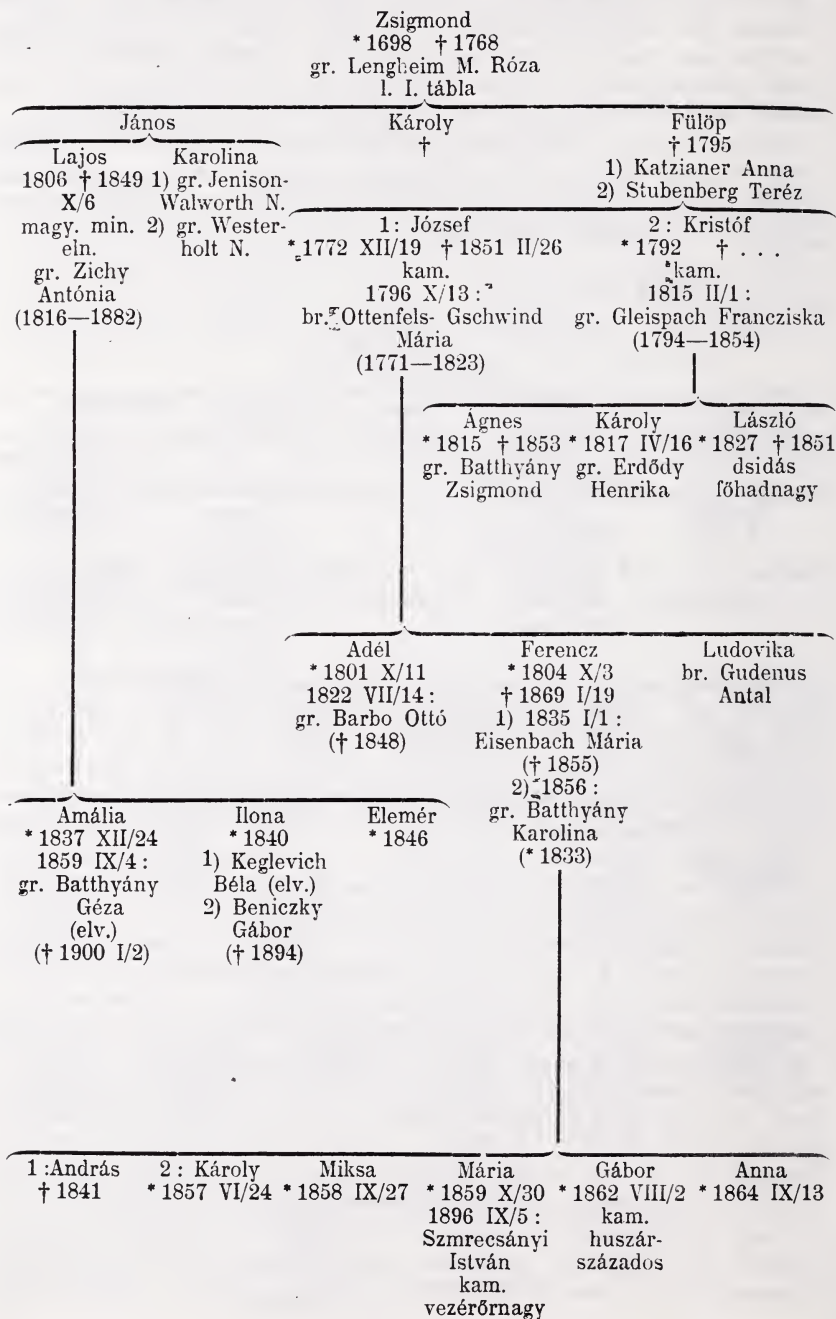 Zsigmond
* 1698 † 1768
gr. Lengheim M. Róza
l. I. tábla
János
Lajos
1806 † 1849
X/6
magy. min.
eln.
gr. Zichy
Antónia
(1816—1882)
Karolina
1) gr. Jenison-
Walworth N.
2) gr. Wester-
holt N.
Károly
†
Fülöp
† 1795
1) Katzianer Anna
2) Stubenberg Teréz
1: József
* 1772 XII/19 † 1851 II/26
kam.
1796 X/13 :
br. Ottenfels- Gschwind
Mária
(1771—1823)
2 : Kristóf
* 1792 † . . .
kam.
1815 II/1 :
gr. Gleispach Francziska
(1794—1854)
Ágnes
* 1815 † 1853
gr. Batthyány
Zsigmond
Károly
* 1817 IV/16
gr. Erdődy
Henrika
László
* 1827 † 1851
dsidás
főhadnagy
Adél
* 1801 X/11
1822 VII/14 :
gr. Barbo Ottó
(† 1848)
Ferencz
* 1804 X/3
† 1869 I/19
1) 1835 I/1 :
Eisenbach Mária
(† 1855)
2) 1856 :
gr. Batthyány
Karolina
(* 1833)
Ludovika
br. Gudenus
Antal
Amália
* 1837 XII/24
1859 IX/4 :
gr. Batthyány
Géza
(elv.)
(† 1900 I/2)
Ilona
* 1840
1) Keglevich
Béla (elv.)
2) Beniczky
Gábor
(† 1894)
Elemér
* 1846
1 :András
† 1841
2 : Károly
* 1857 VI/24
Miksa
* 1858 IX/27
Mária
* 1859 X/30
1896 IX/5 :
Szmrecsányi
István
kam.
vezérőrnagy
Gábor
* 1862 VIII/2
kam.
huszár-
százados
Anna
* 1864 IX/13